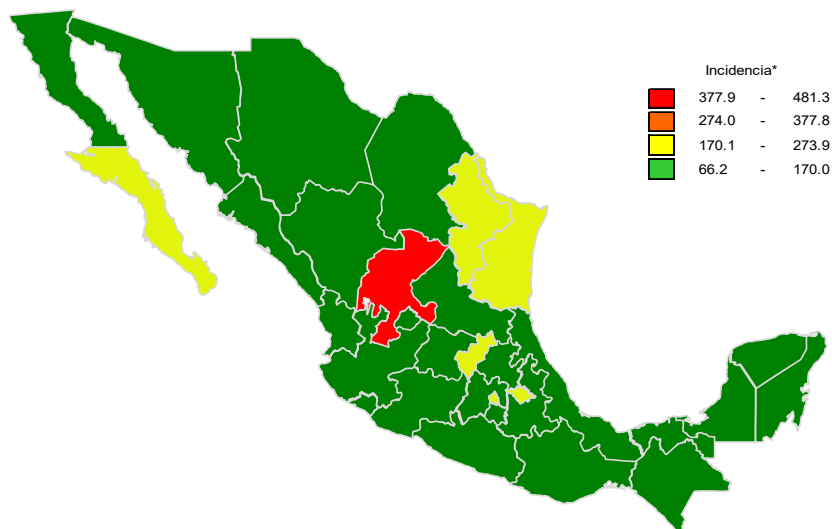 Incidencia*
377.9 - 481.3
274.0 - 377.8
170.1 - 273.9
66.2 - 170.0